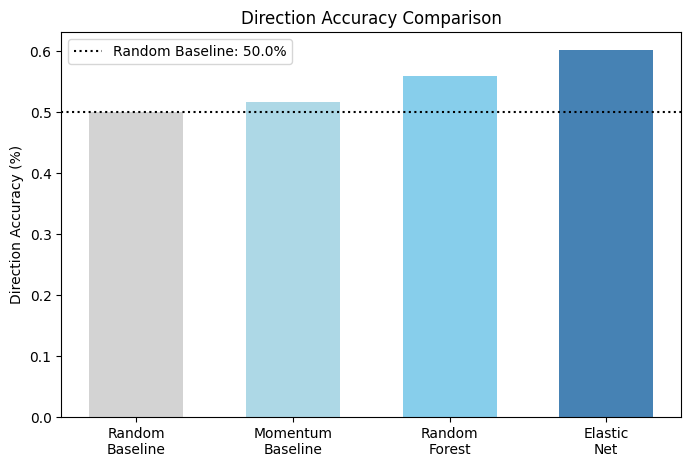 Direction Accuracy Comparison
Random Baseline: 50.0%
Direction Accuracy (%)
0.6
0.5
0.4
0.3
0.2
0.1
0.0
Random
Baseline
Momentum
Baseline
Random
Forest
Elastic
Net